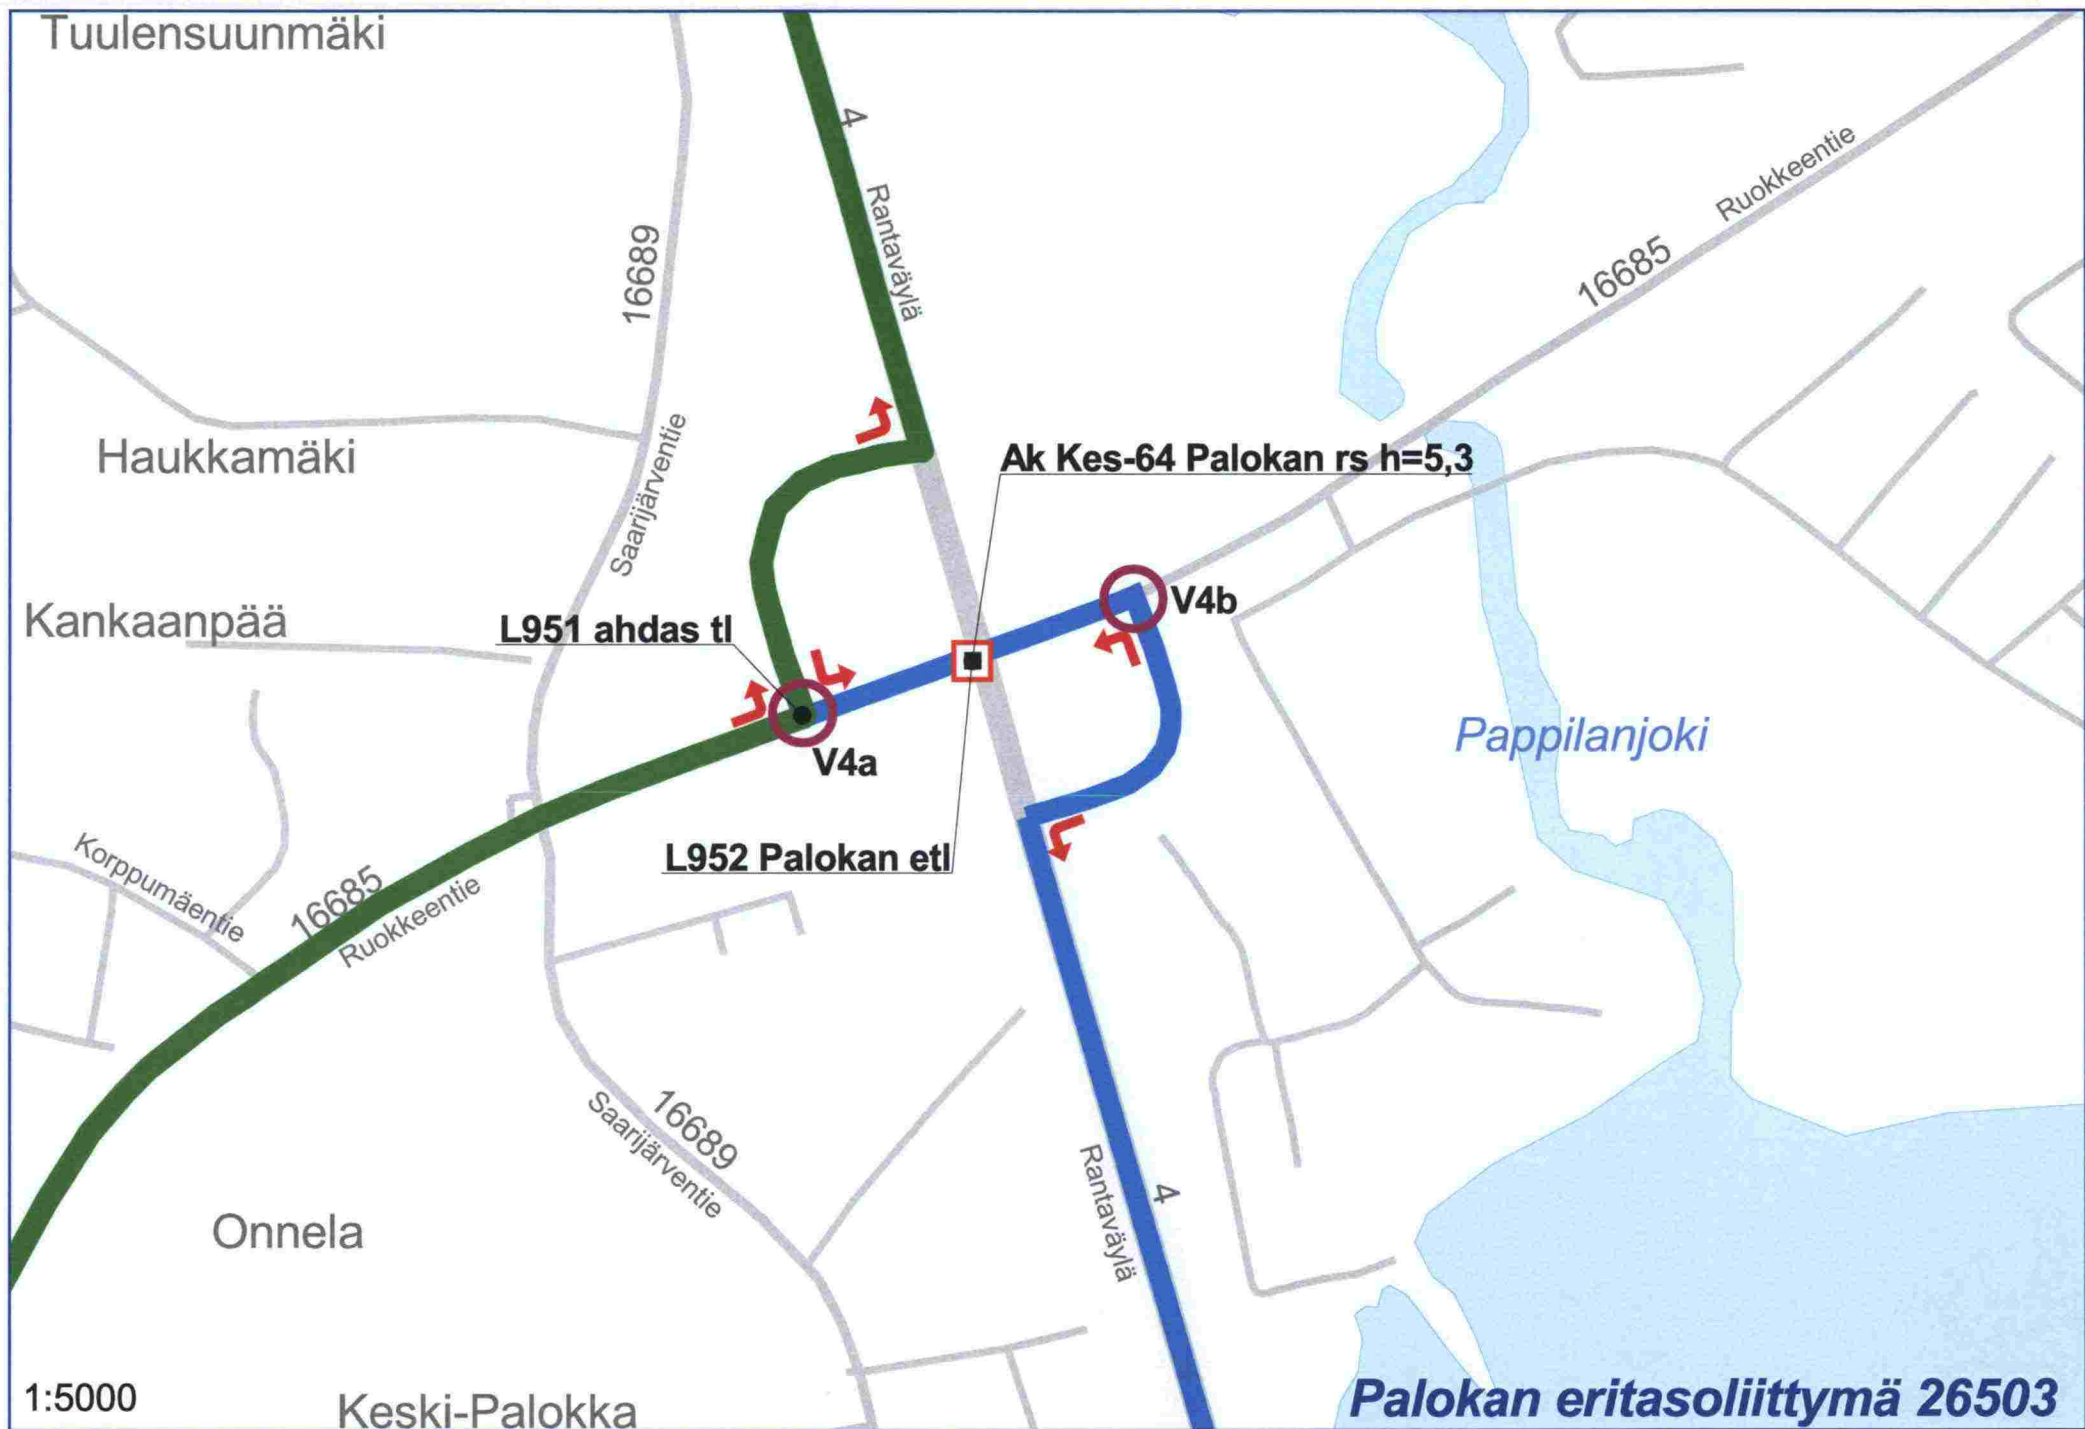 Tuulensuunmäki
4
Rantaväylä
Ruokkeentie
16685
16689
Saarijärventie
Haukkamäki
Ak Kes-64 Palokan rs h=5,3
Kankaanpää
L951 ahdas tl
V4b
V4a
Pappilanjoki
L952 Palokan etl
Korppumäentie
16685
Ruokkeentie
16689
Saarijärventie
Rantaväylä
4
Onnela
1:5000
Keski-Palokka
Palokan eritasoliittymä 26503